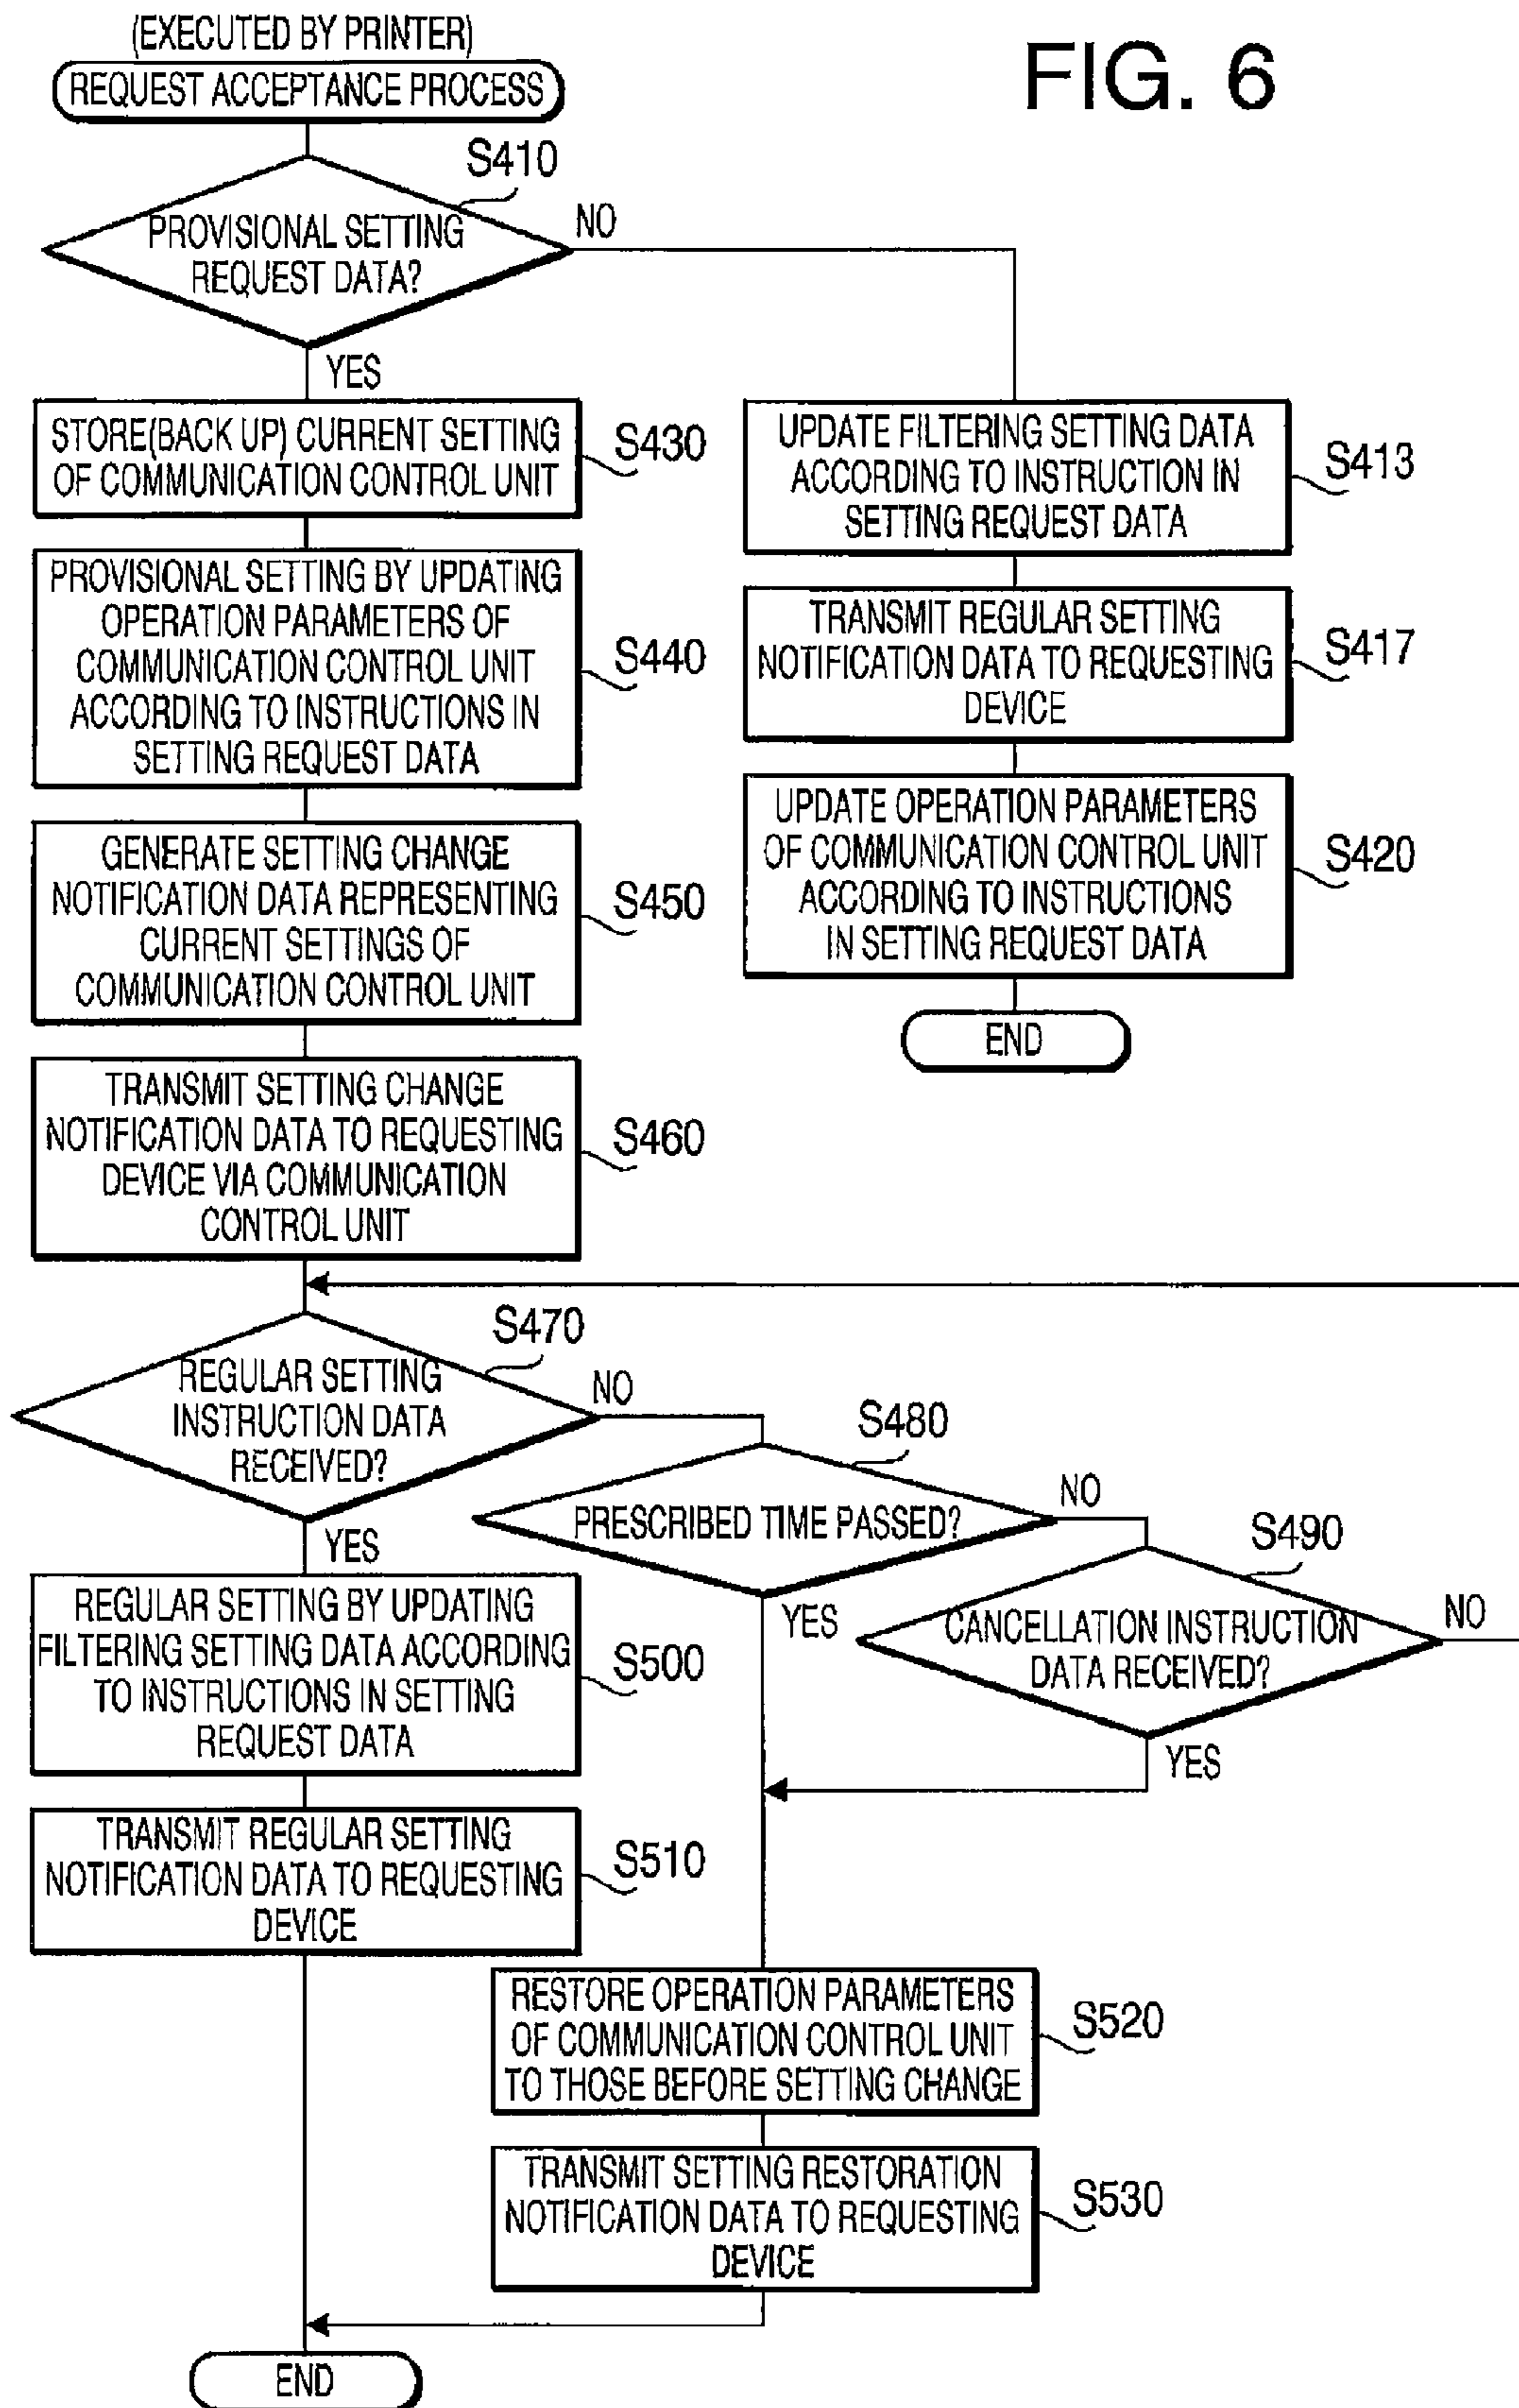 (EXECUTED BY PRINTER)
REQUEST ACCEPTANCE PROCESS
FIG. 6
S410
PROVISIONAL SETTING
REQUEST DATA?
NO
YES
STORE(BACK UP) CURRENT SETTING
OF COMMUNICATION CONTROL UNIT
S430
PROVISIONAL SETTING BY UPDATING
OPERATION PARAMETERS OF
COMMUNICATION CONTROL UNIT
ACCORDING TO INSTRUCTIONS IN
SETTING REQUEST DATA
S440
GENERATE SETTING CHANGE
NOTIFICATION DATA REPRESENTING
CURRENT SETTINGS OF
COMMUNICATION CONTROL UNIT
S450
TRANSMIT SETTING CHANGE
NOTIFICATION DATA TO REQUESTING
DEVICE VIA COMMUNICATION
CONTROL UNIT
S460
UPDATE FILTERING SETTING DATA
ACCORDING TO INSTRUCTION IN
SETTING REQUEST DATA
S413
TRANSMIT REGULAR SETTING
NOTIFICATION DATA TO REQUESTING
DEVICE
S417
UPDATE OPERATION PARAMETERS
OF COMMUNICATION CONTROL UNIT
ACCORDING TO INSTRUCTIONS
IN SETTING REQUEST DATA
S420
END
S470
REGULAR SETTING
INSTRUCTION DATA
RECEIVED?
NO
YES
S480
PRESCRIBED TIME PASSED?
NO
YES
S490
CANCELLATION INSTRUCTION
DATA RECEIVED?
NO
YES
REGULAR SETTING BY UPDATING
FILTERING SETTING DATA ACCORDING
TO INSTRUCTIONS IN SETTING
REQUEST DATA
S500
TRANSMIT REGULAR SETTING
NOTIFICATION DATA TO REQUESTING
DEVICE
S510
RESTORE OPERATION PARAMETERS
OF COMMUNICATION CONTROL UNIT
TO THOSE BEFORE SETTING CHANGE
S520
TRANSMIT SETTING RESTORATION
NOTIFICATION DATA TO REQUESTING
DEVICE
S530
END